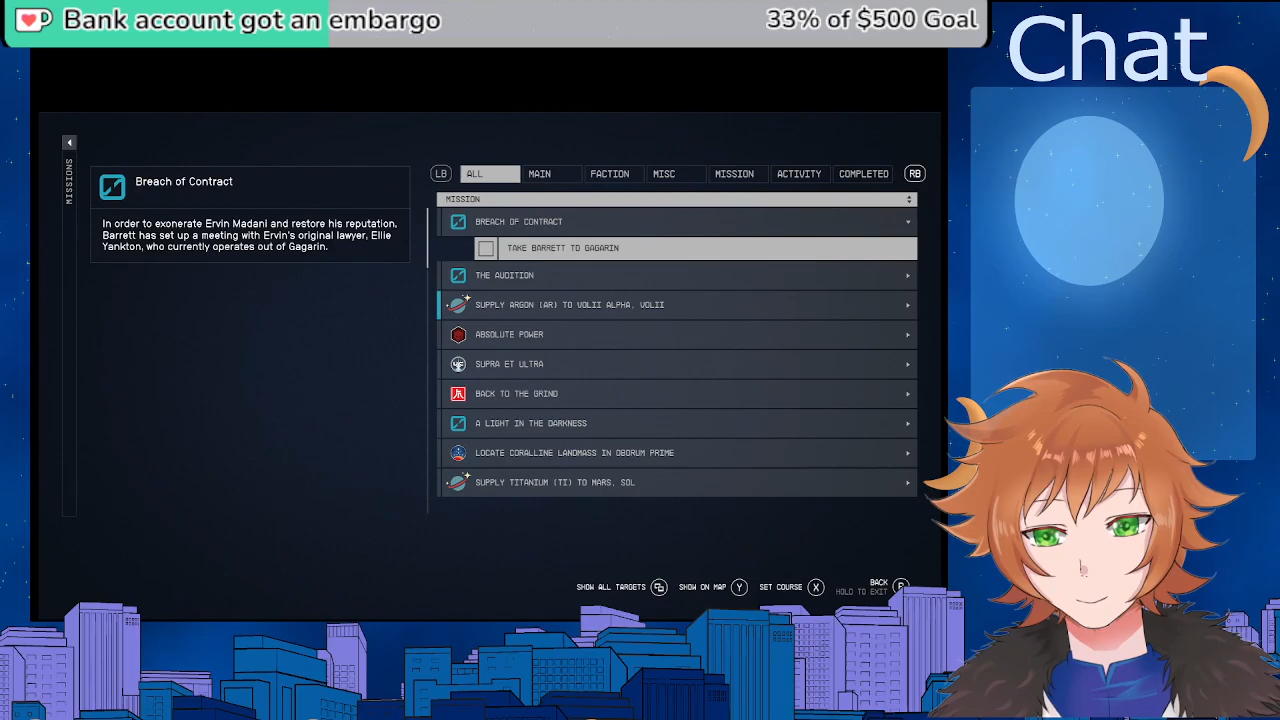 Bank account got an embargo
33% of $500 Goal
Chat
MISSIONS
Breach of Contract
In order to exonerate Ervin Madani and restore his reputation.
Barrett has set up a meeting with Ervin's original lawyer, Ellie
Yankton, who currently operates out of Gagarin.
LB
ALL
MAIN
FACTION
MISC
MISSION
ACTIVITY
COMPLETED
RB
MISSION
BREACH OF CONTRACT
TAKE BARRETT TO GAGARIN
THE AUDITION
SUPPLY ARGON (AR) TO VOLII ALPHA, VOLII
ABSOLUTE POWER
SUPRA ET ULTRA
BACK TO THE GRIND
A LIGHT IN THE DARKNESS
LOCATE CORALLINE LANDMASS IN OBORUM PRIME
SUPPLY TITANIUM (TI) TO MARS, SOL
SHOW ALL TARGETS
SHOW ON MAP Y
SET COURSE X
BACK
HOLD TO EXIT